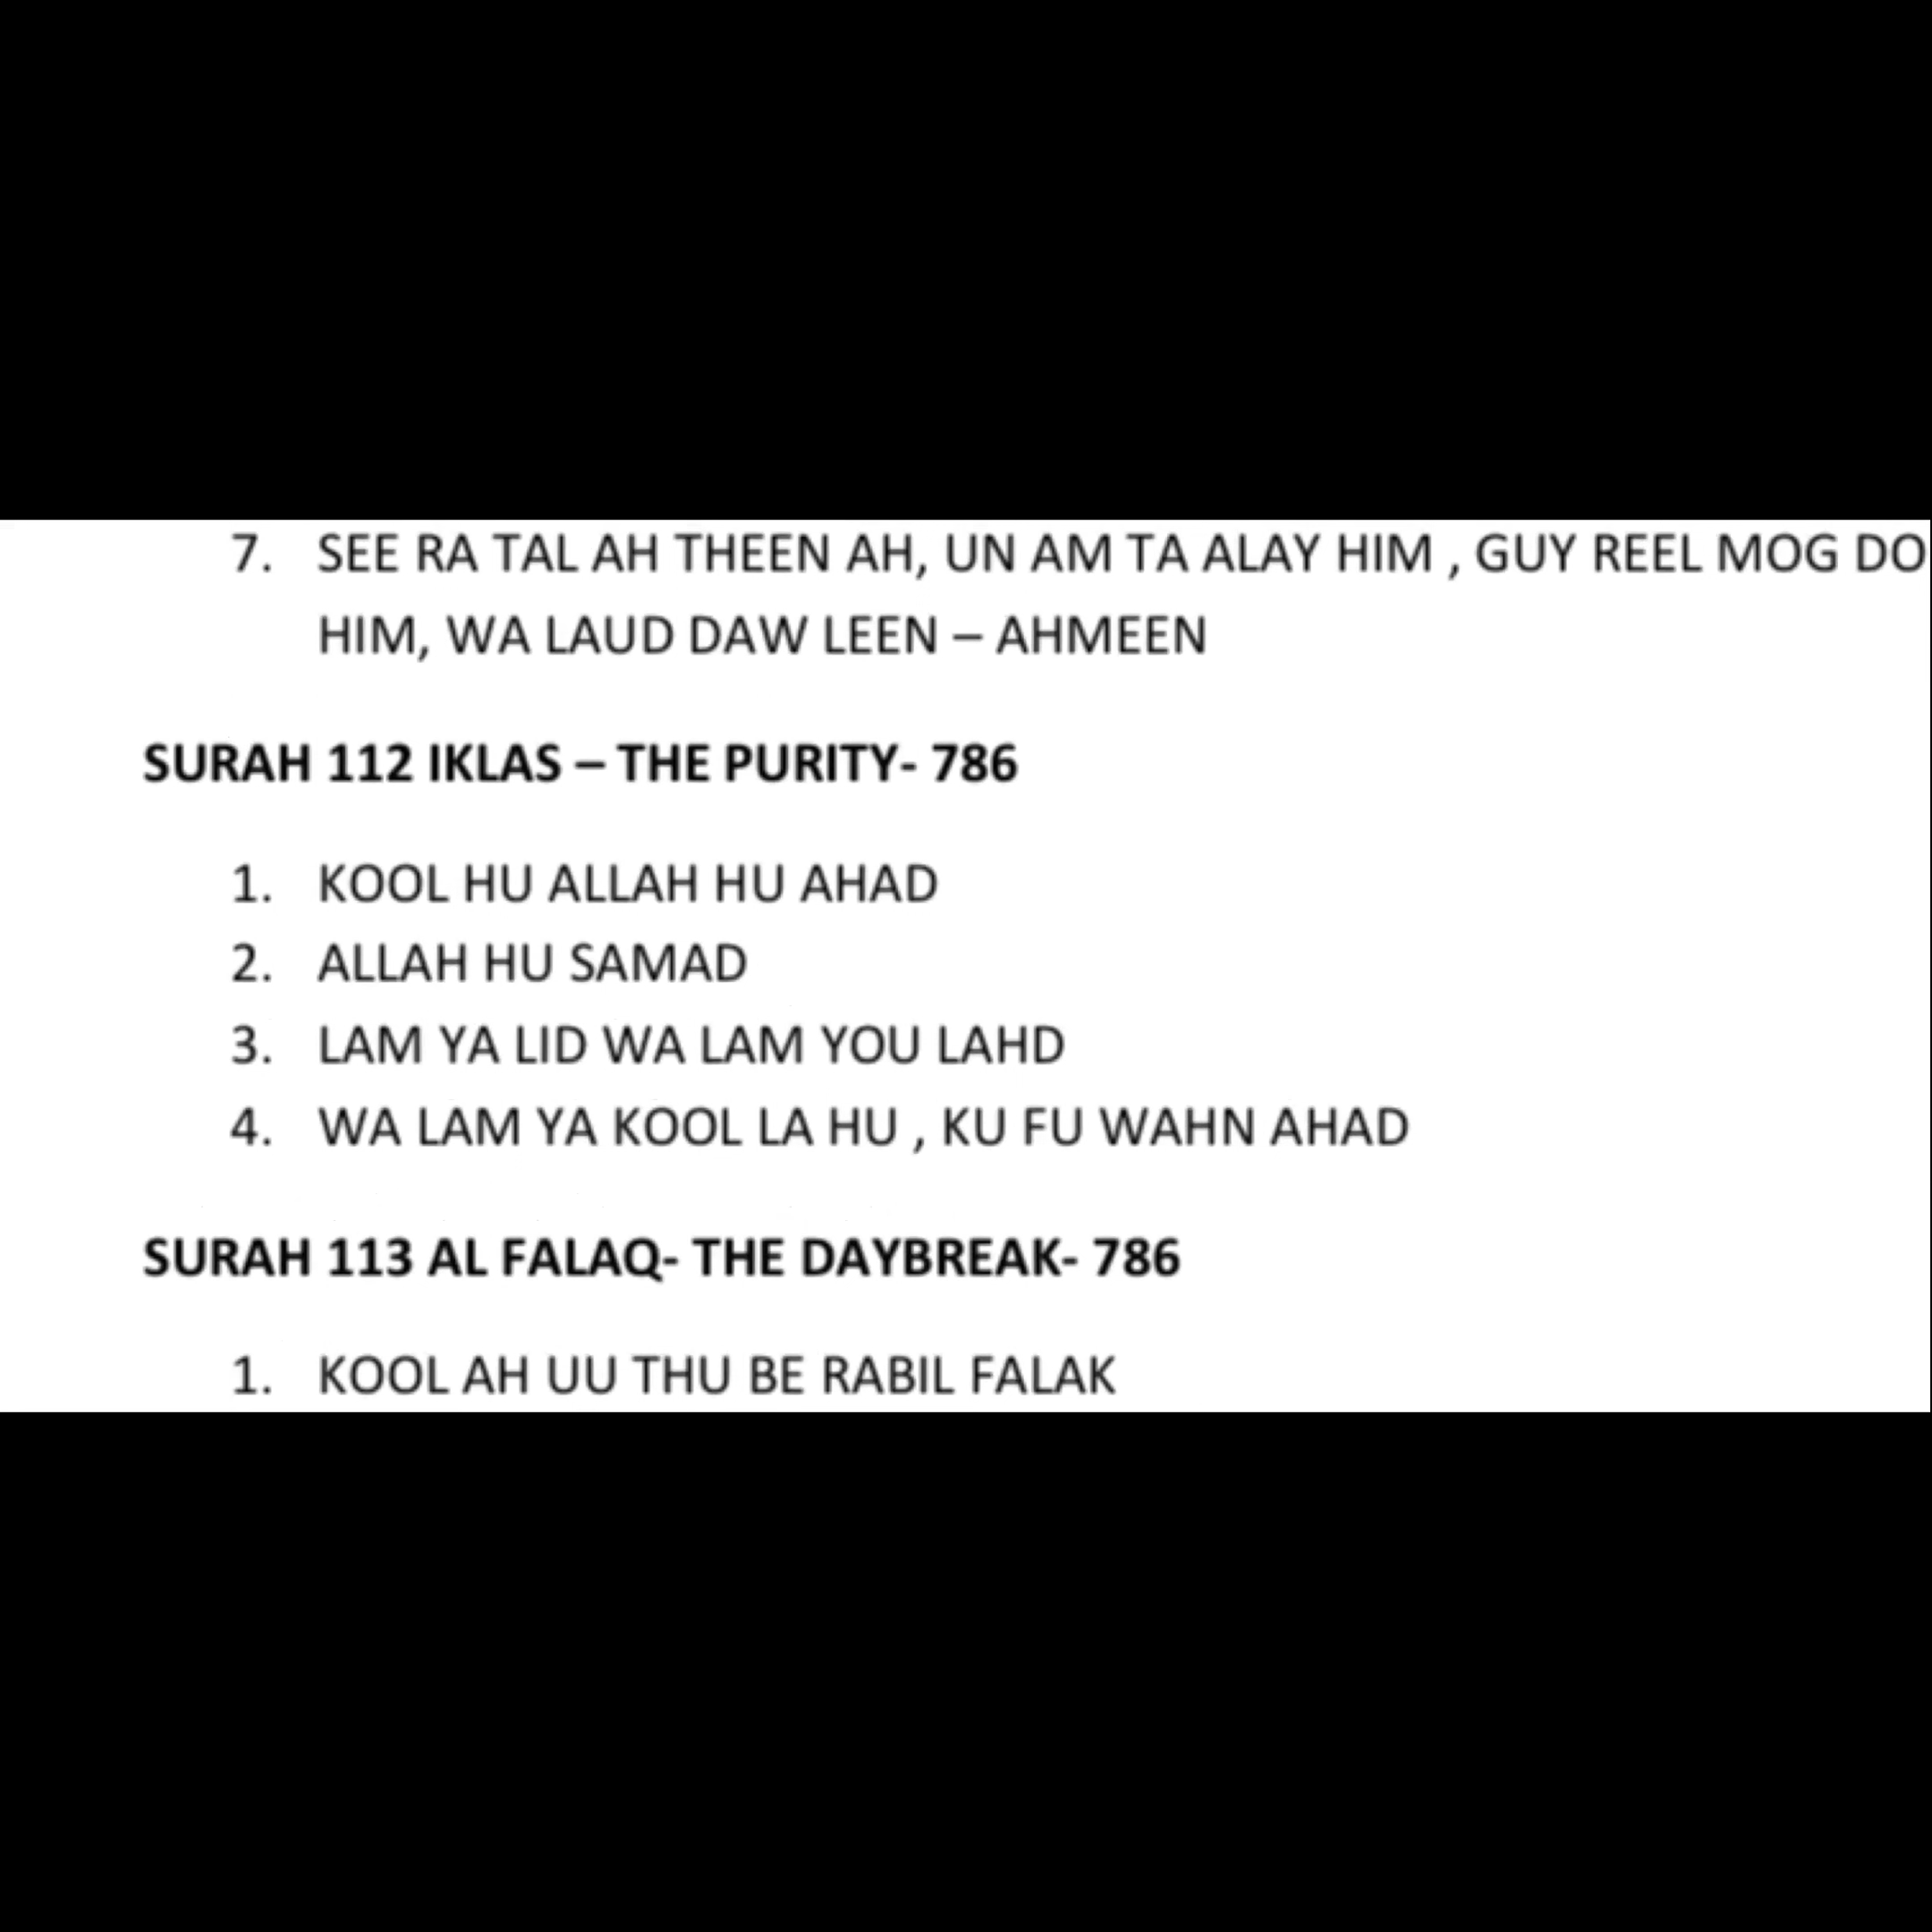 7. SEE RA TAL AH THEEN AH, UN AM TA ALAY HIM , GUY REEL MOG DO
HIM, WA LAUD DAW LEEN – AHMEEN
SURAH 112 IKLAS – THE PURITY- 786
1. KOOL HU ALLAH HU AHAD
2. ALLAH HU SAMAD
3. LAM YA LID WA LAM YOU LAHD
4. WA LAM YA KOOL LA HU , KU FU WAHN AHAD
SURAH 113 AL FALAQ- THE DAYBREAK- 786
1. KOOL AH UU THU BE RABIL FALAK